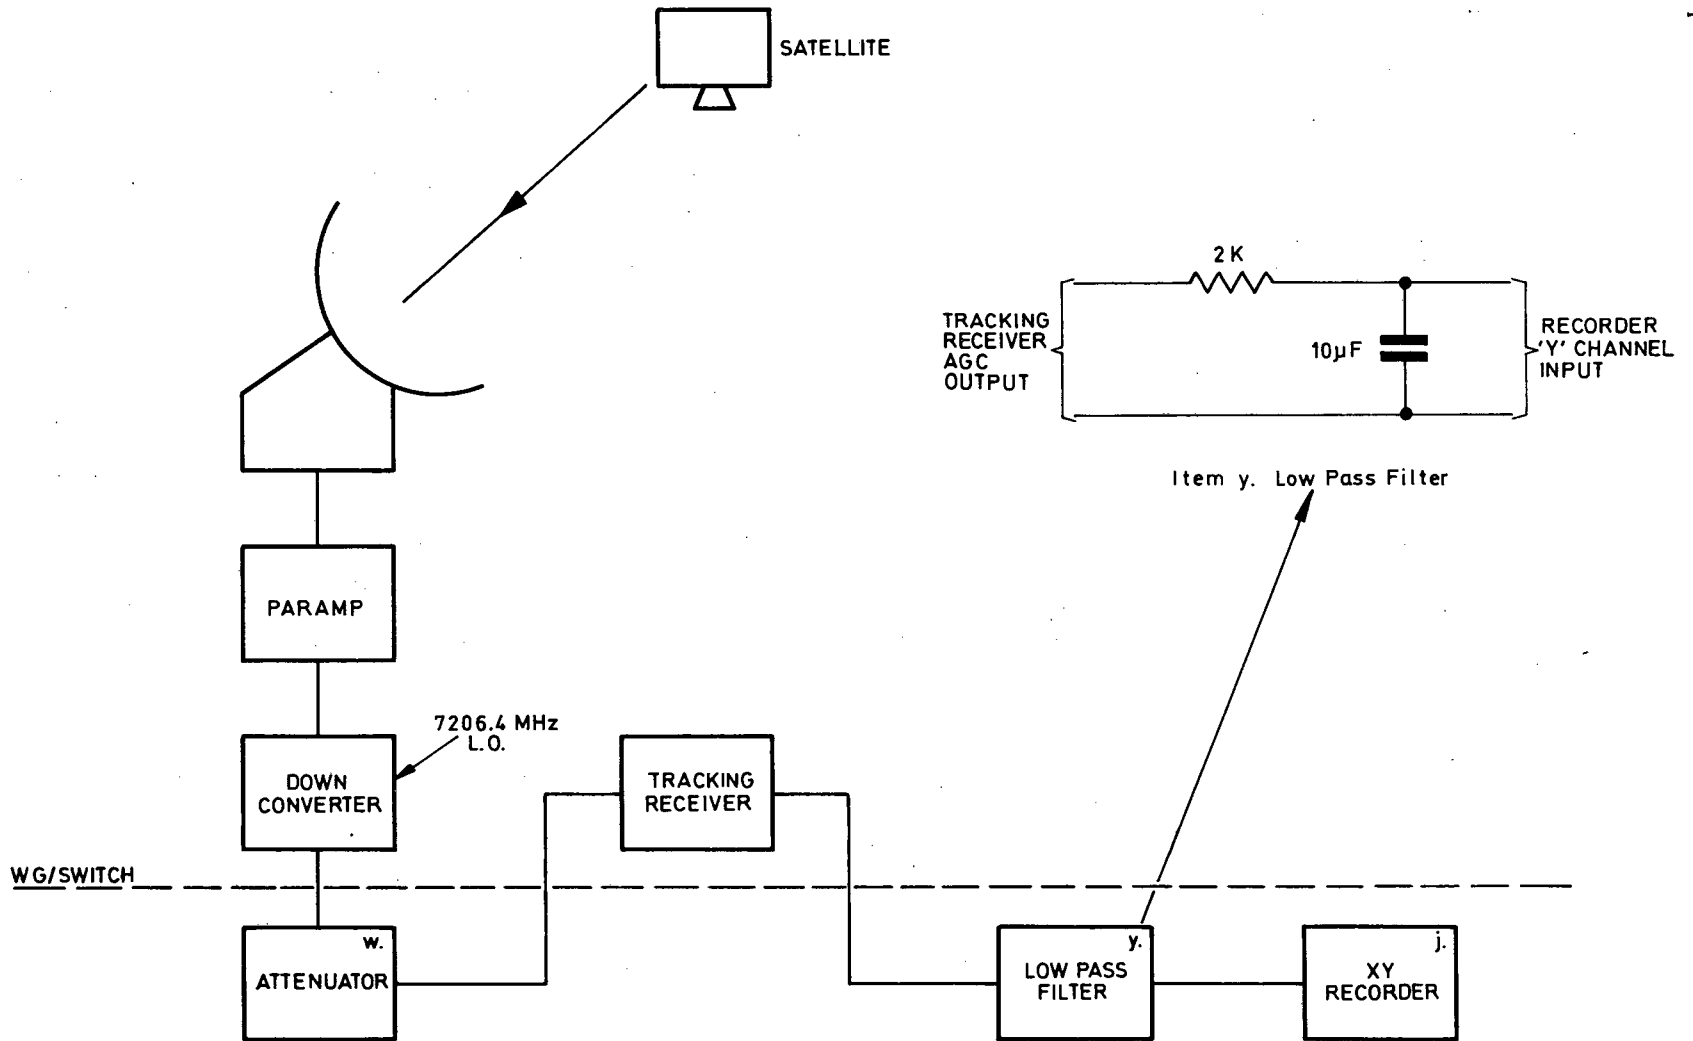 SATELLITE
2K
TRACKING
RECEIVER
AGC
OUTPUT
10µF
RECORDER
'Y' CHANNEL
INPUT
Item y. Low Pass Filter
PARAMP
7206.4 MHz
L.O.
DOWN
CONVERTER
TRACKING
RECEIVER
WG/SWITCH
w.
ATTENUATOR
y.
LOW PASS
FILTER
j.
XY
RECORDER